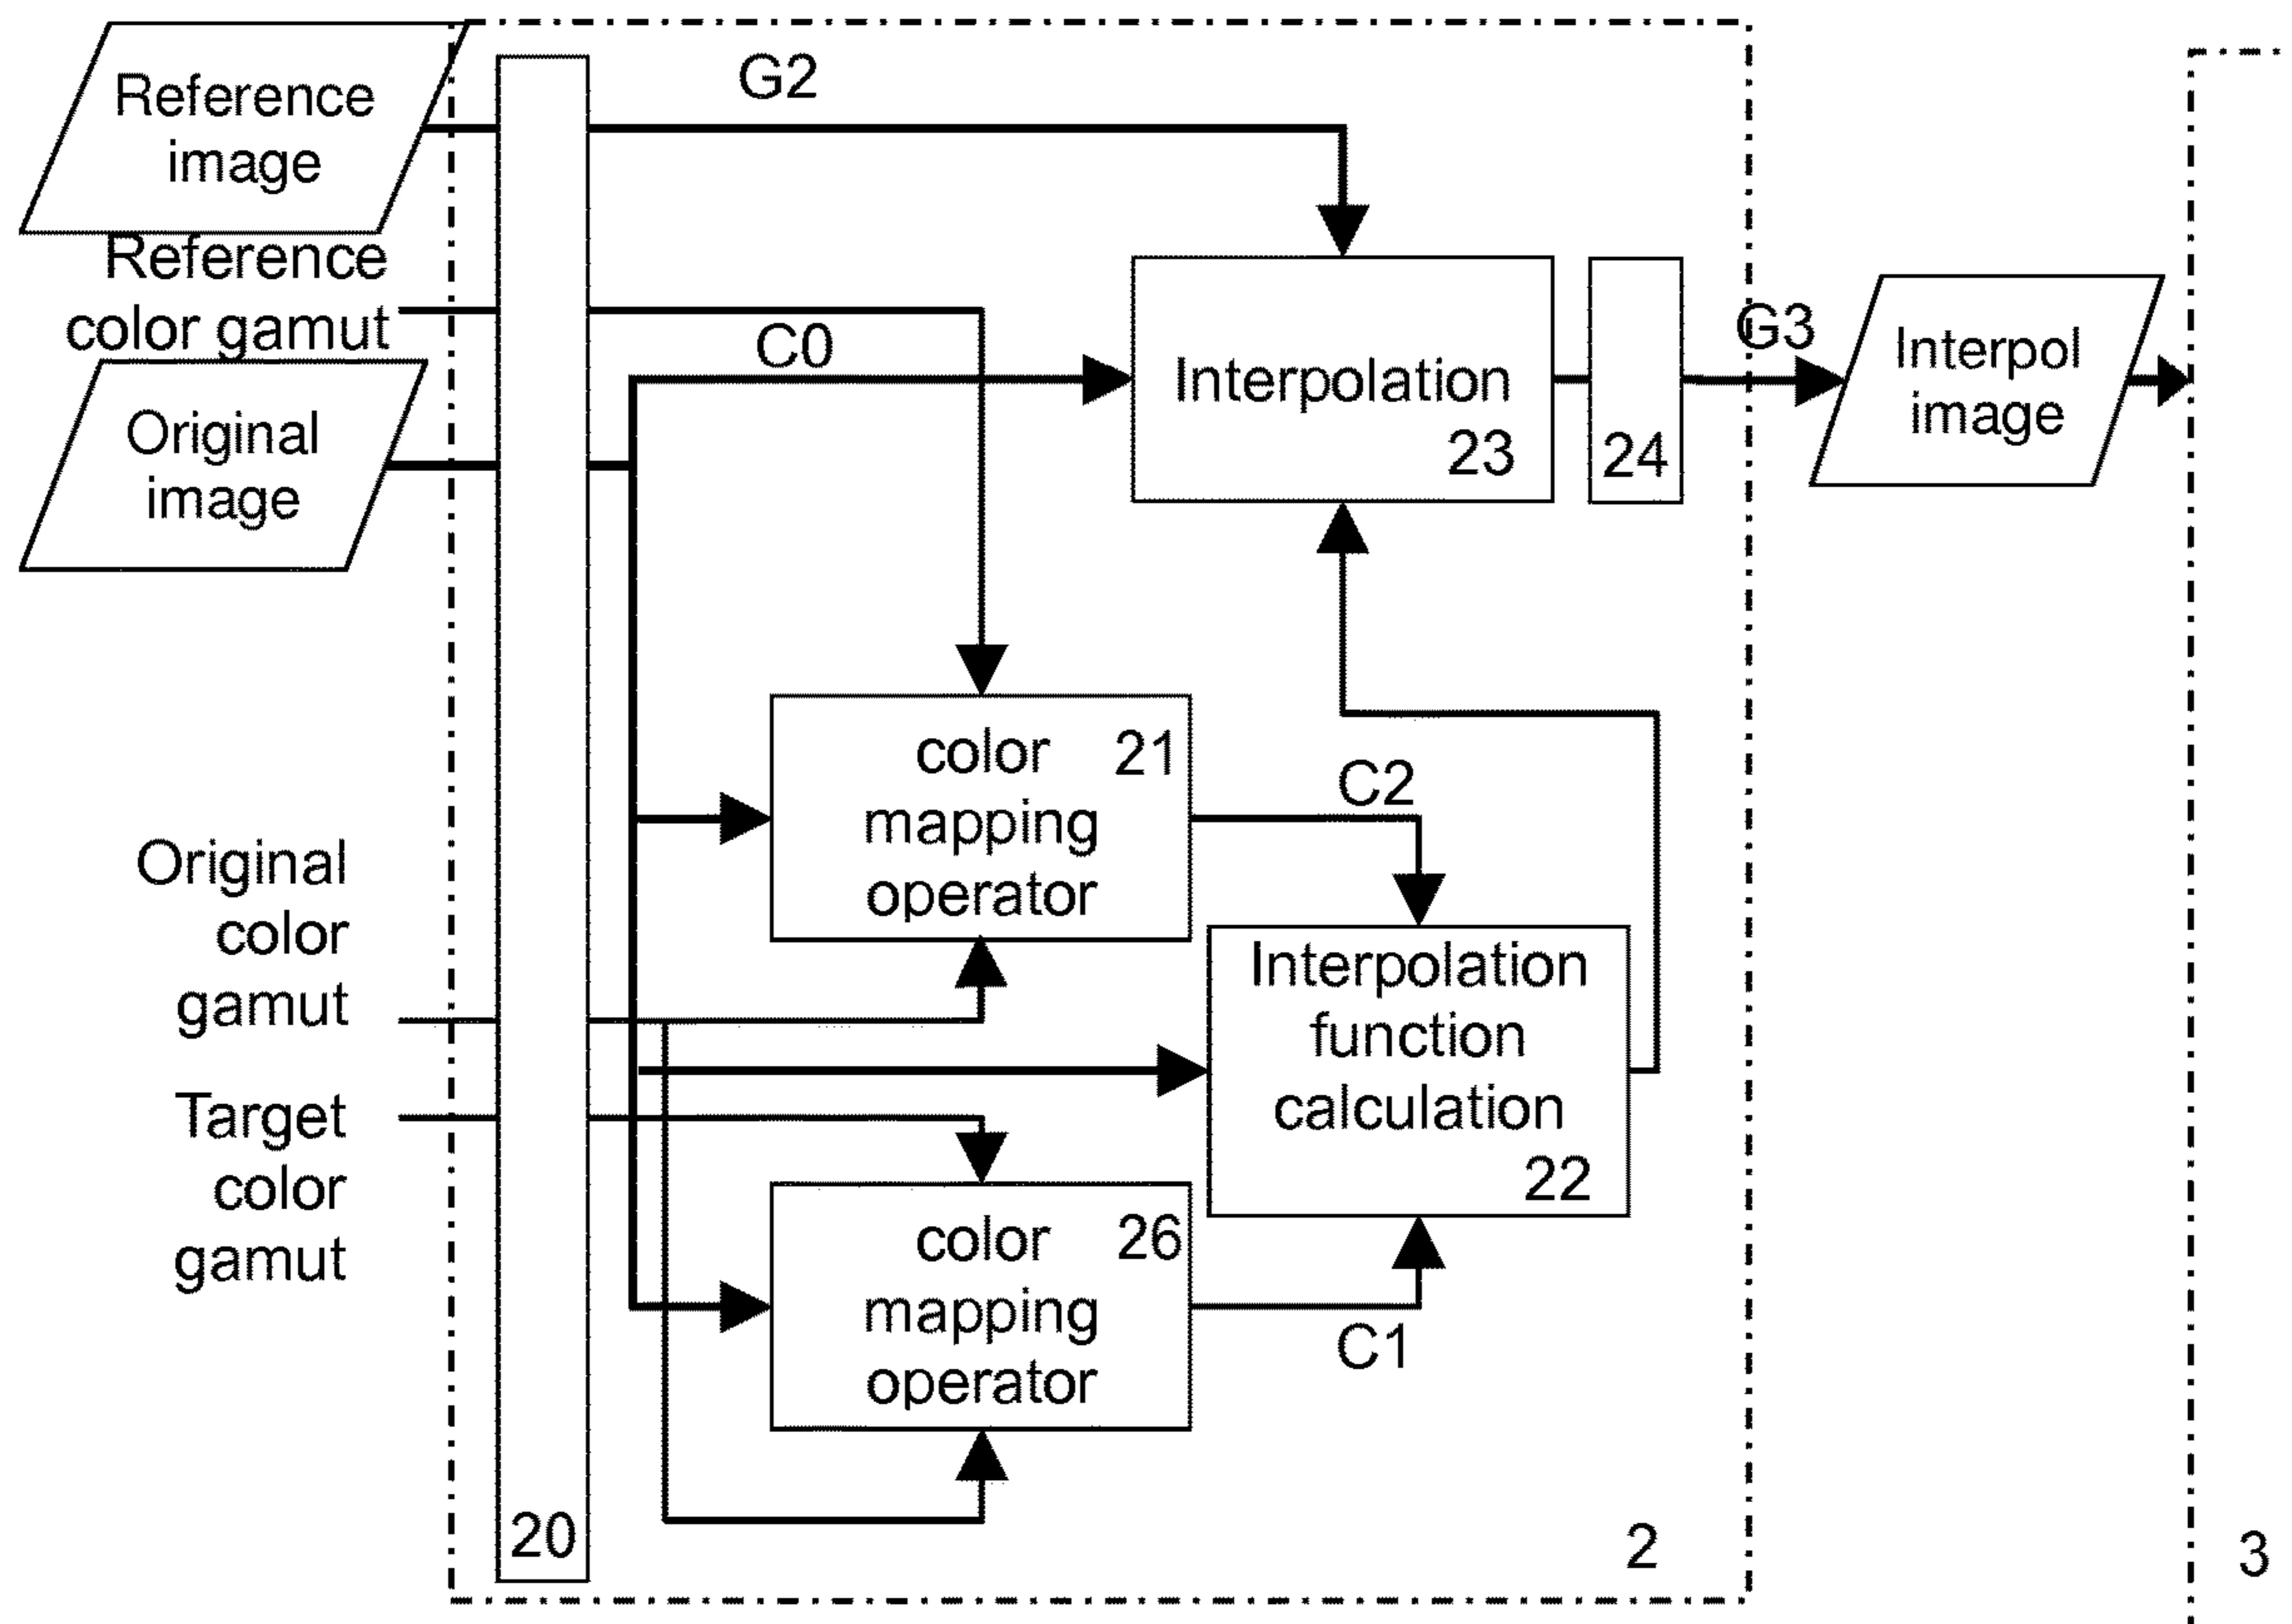 Reference
image
G2
Reference
color gamut
C0
Original
image
Interpolation
23
24
G3
Interpol
image
color
mapping
operator
21
C2
Original
color
gamut
Interpolation
function
calculation
22
Target
color
gamut
color
mapping
operator
26
C1
20
2
3